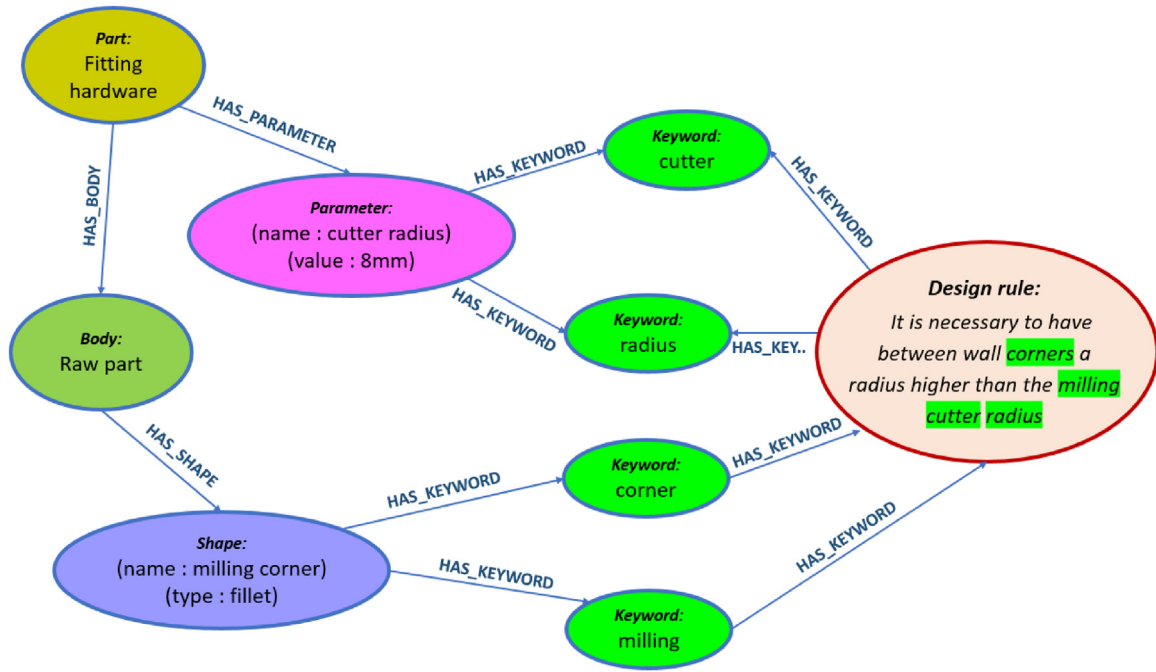 Part:
Fitting
hardware
HAS_PARAMETER
HAS_BODY
Parameter:
(name : cutter radius)
(value : 8mm)
HAS_KEYWORD
HAS_KEYWORD
Keyword:
cutter
HAS_KEYWORD
Keyword:
radius
HAS_KEY..
Design rule:
It is necessary to have
between wall corners a
radius higher than the milling
cutter radius
Body:
Raw part
HAS_SHAPE
Shape:
(name : milling corner)
(type : fillet)
HAS_KEYWORD
HAS_KEYWORD
Keyword:
corner
HAS_KEYWORD
Keyword:
milling
HAS_KEYWORD